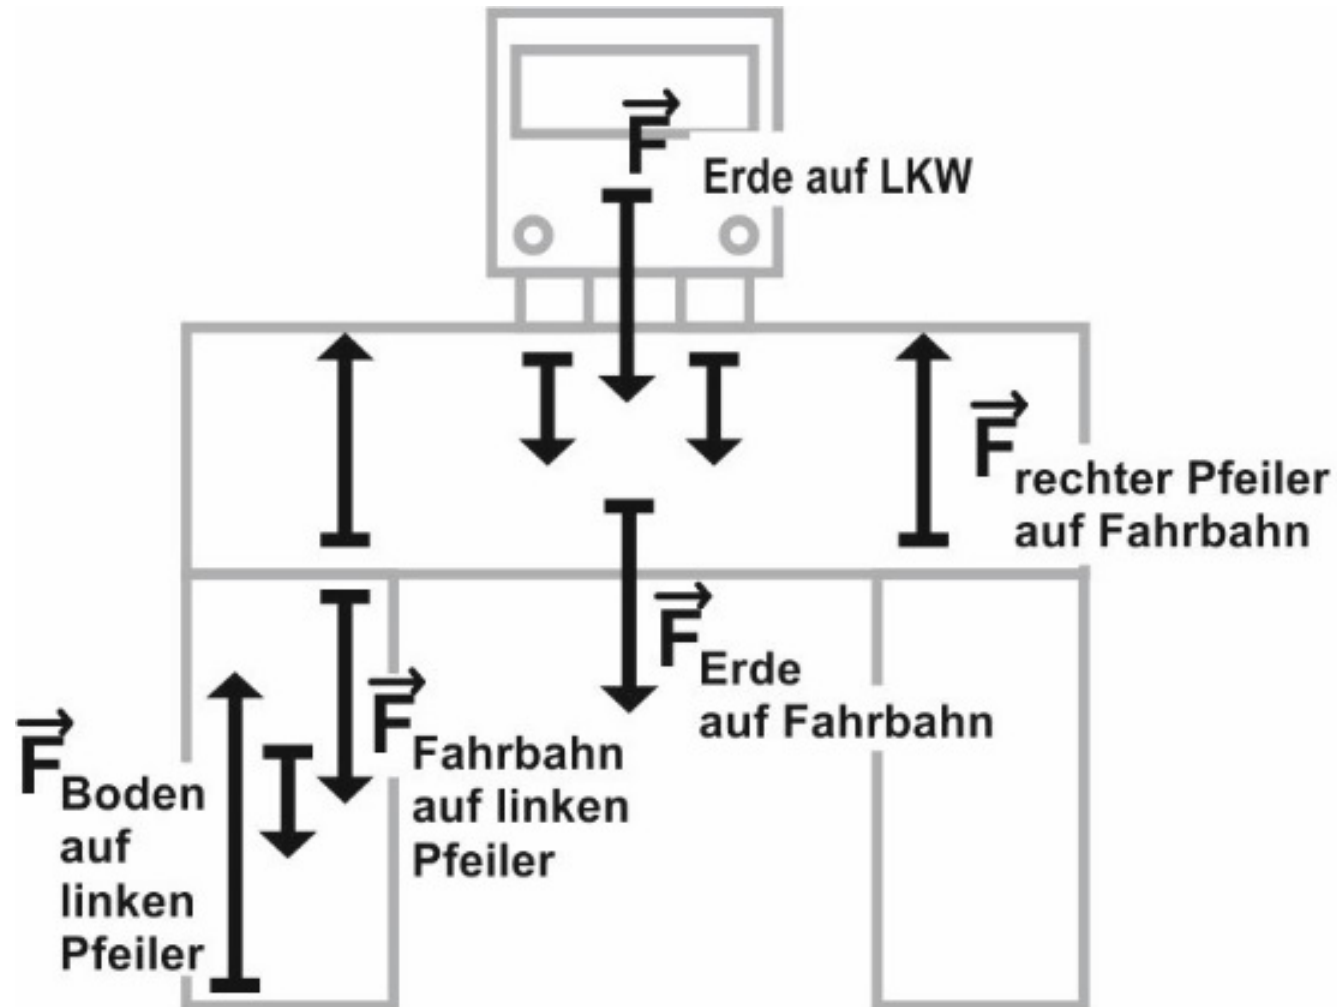 F
Erde auf LKW
F
rechter Pfeiler
auf Fahrbahn
F
Erde
auf Fahrbahn
F
Fahrbahn
auf linken
Pfeiler
F
Boden
auf
linken
Pfeiler